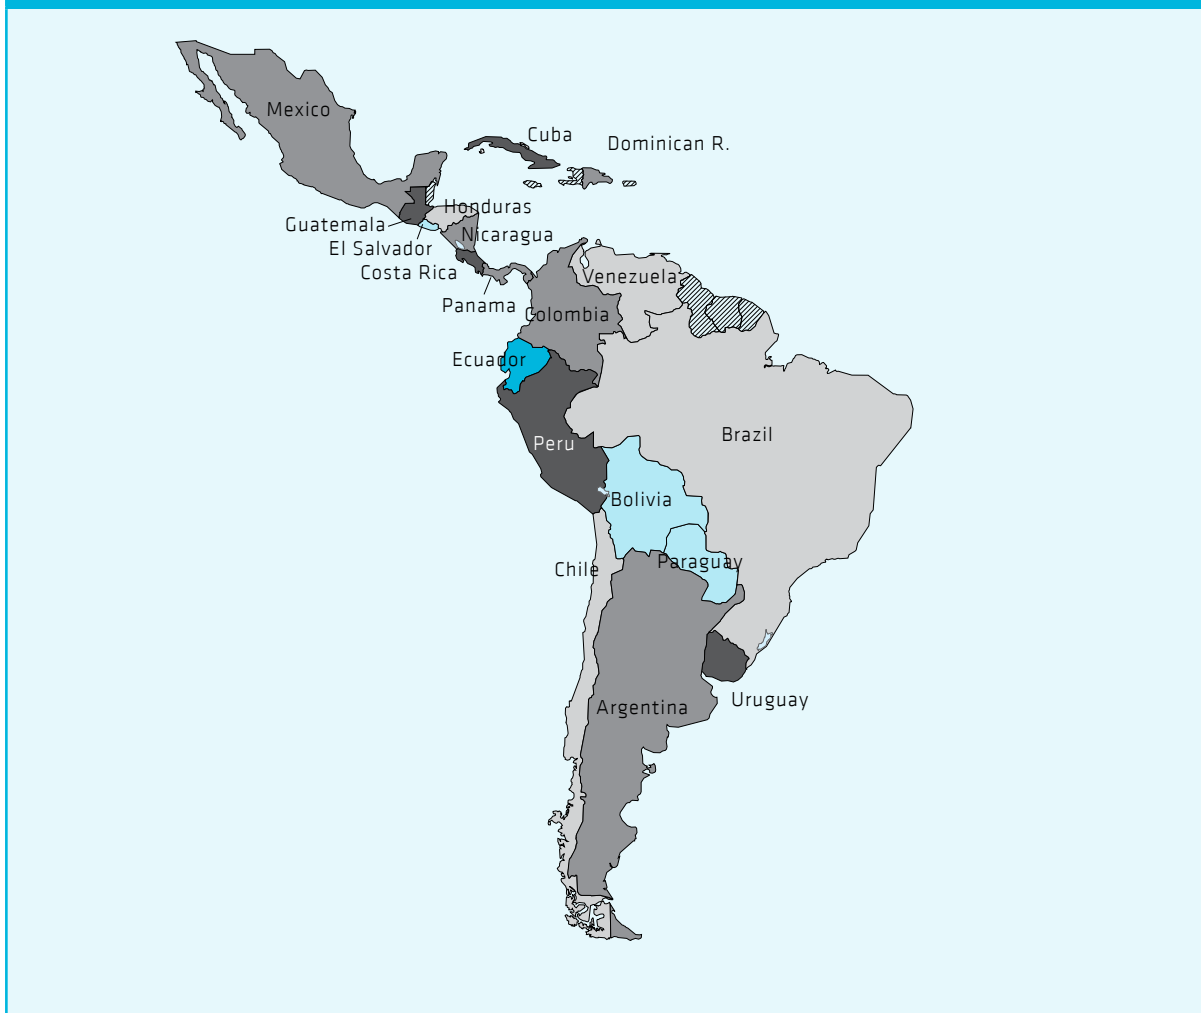 Mexico
Cuba
Dominican R.
Honduras
Guatemala
Nicaragua
El Salvador
Costa Rica
Venezuela
Panama
Colombia
Ecuador
Brazil
Peru
Bolivia
Paraguay
Chile
Uruguay
Argentina